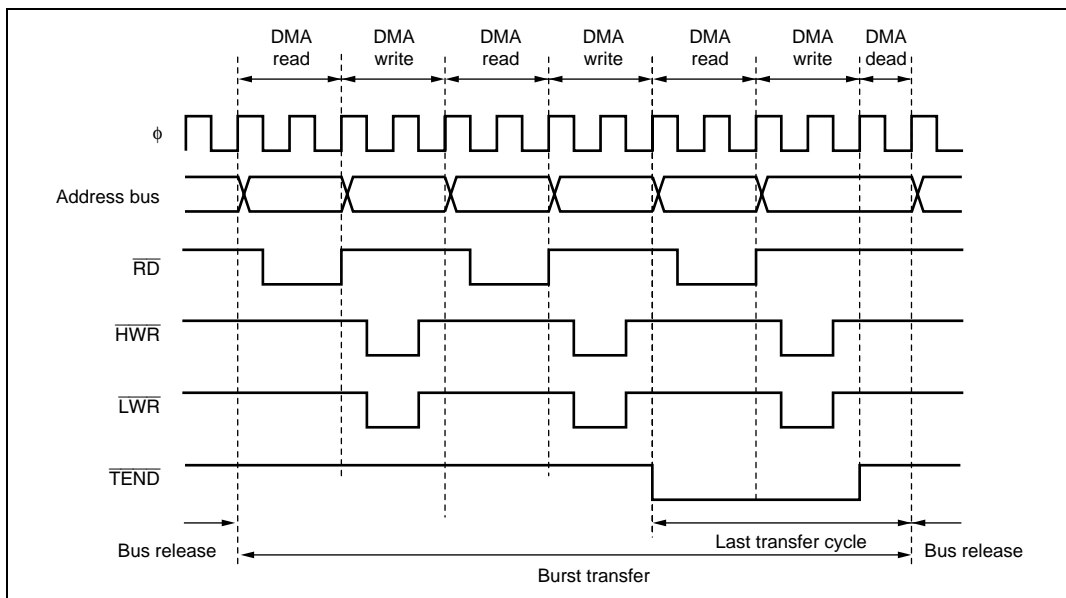 DMA read
DMA write
DMA read
DMA write
DMA read
DMA write
DMA dead
ϕ
Address bus
RD
HWR
LWR
TEND
Bus release
Last transfer cycle
Bus release
Burst transfer